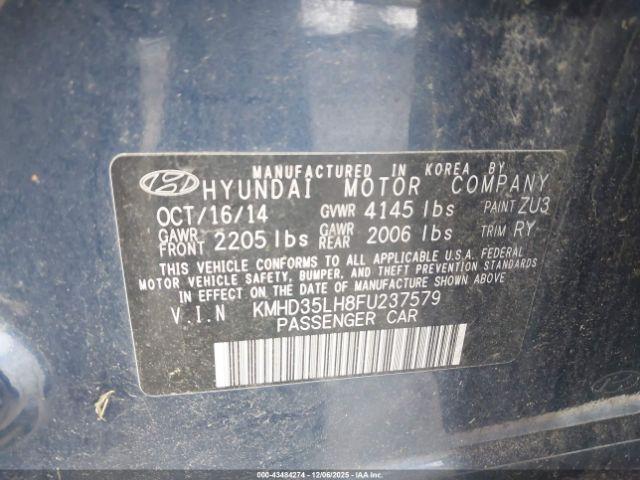 MANUFACTURED IN KOREA BY
HYUNDAI MOTOR COMPANY
OCT/16/14 GVWR 4145 lbs PAINT ZU3
GAWR FRONT 2205 lbs GAWR REAR 2006 lbs TRIM RY
THIS VEHICLE CONFORMS TO ALL APPLICABLE U.S.A. FEDERAL
MOTOR VEHICLE SAFETY, BUMPER, AND THEFT PREVENTION
STANDARDS IN EFFECT ON THE DATE OF MANUFACTURE SHOWN ABOVE
V.I.N KMHD35LH8FU237579
PASSENGER CAR
000-43484274 - 12/06/2025 - IAAI.COM